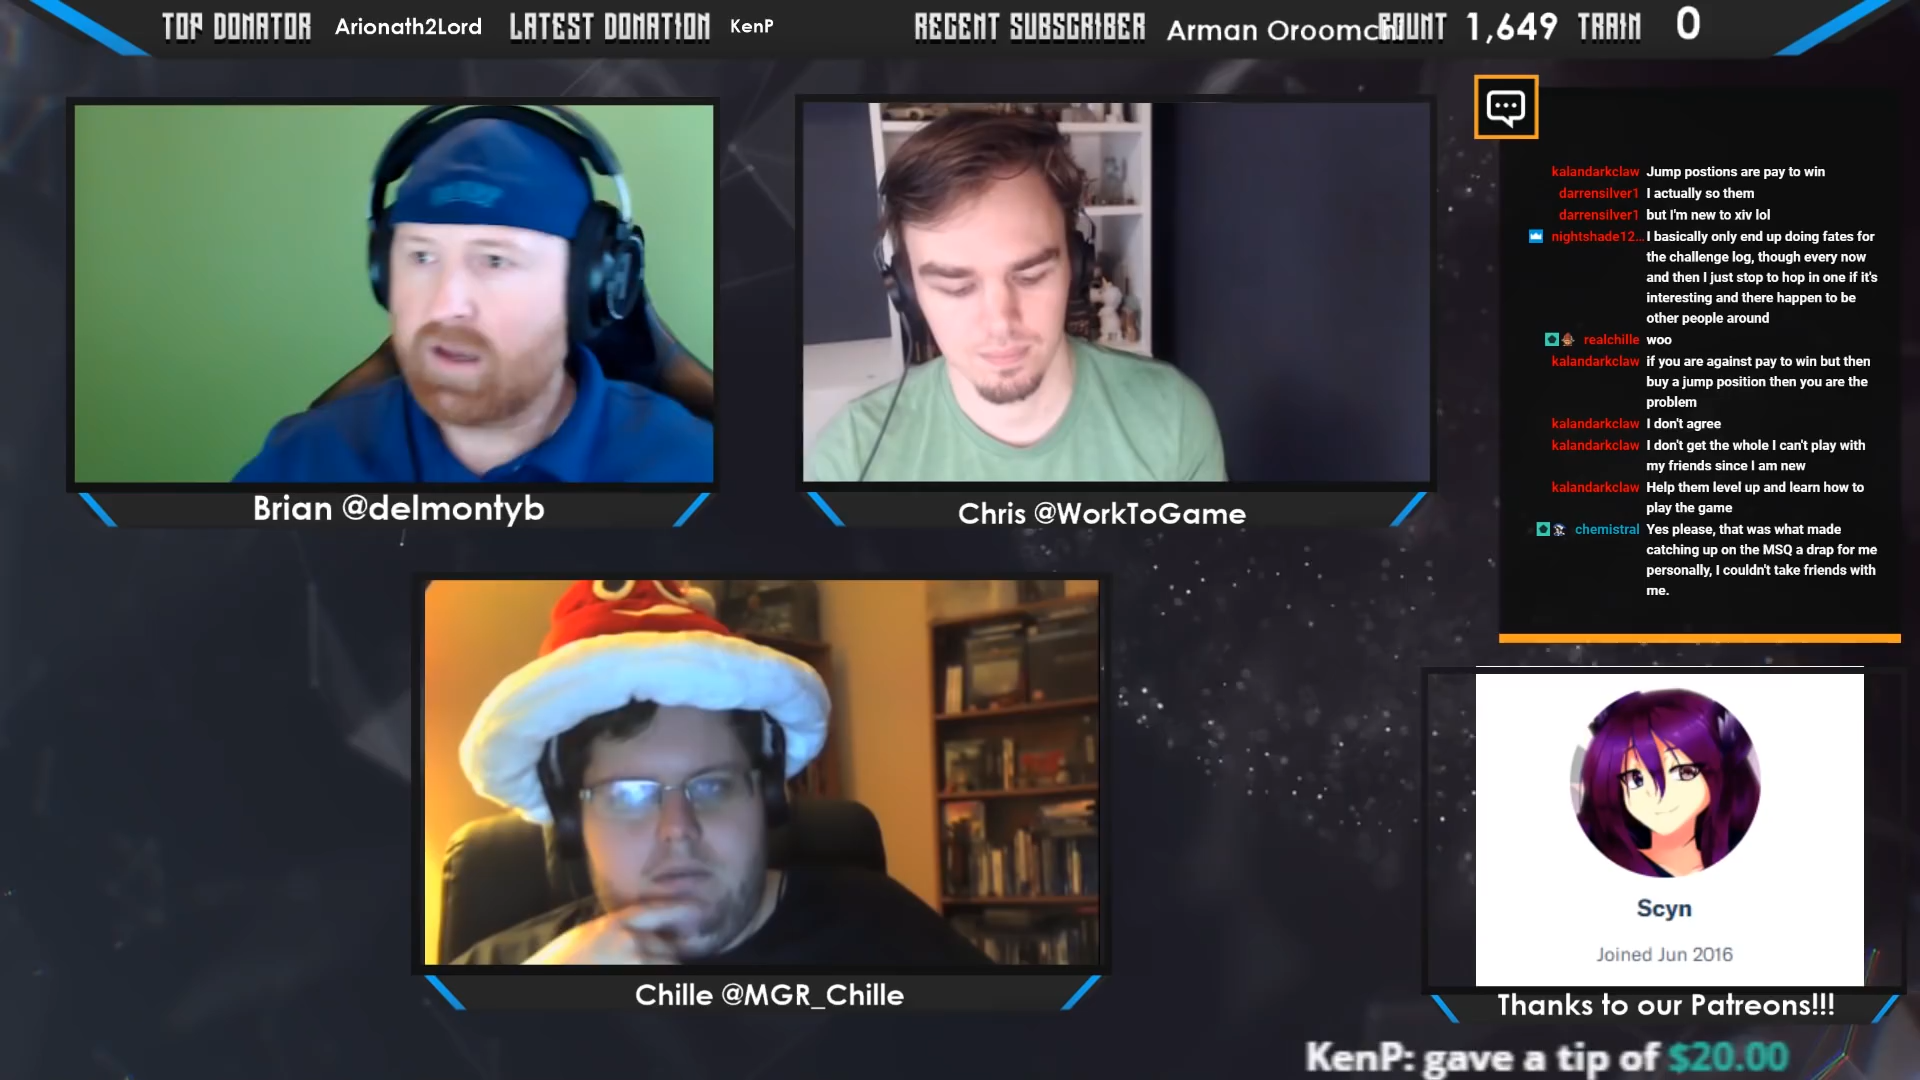 TOP DONATOR Arionath2Lord LATEST DONATION KenP RECENT SUBSCRIBER Arman Oroomchi COUNT 1,649 TRAIN 0
Brian @delmontyb
Chris @WorkToGame
Chille @MGR_Chille
kalandarkclaw Jump postions are pay to win
darrensilver1 I actually so them
darrensilver1 but I'm new to xiv lol
nightshade12... I basically only end up doing fates for
the challenge log, though every now
and then I just stop to hop in one if it's
interesting and there happen to be
other people around
realchille woo
kalandarkclaw if you are against pay to win but then
buy a jump position then you are the
problem
kalandarkclaw I don't agree
kalandarkclaw I don't get the whole I can't play with
my friends since I am new
kalandarkclaw Help them level up and learn how to
play the game
chemistral Yes please, that was what made
catching up on the MSQ a drap for me
personally, I couldn't take friends with
me.
Scyn
Joined Jun 2016
Thanks to our Patreons!!!
KenP: gave a tip of $20.00